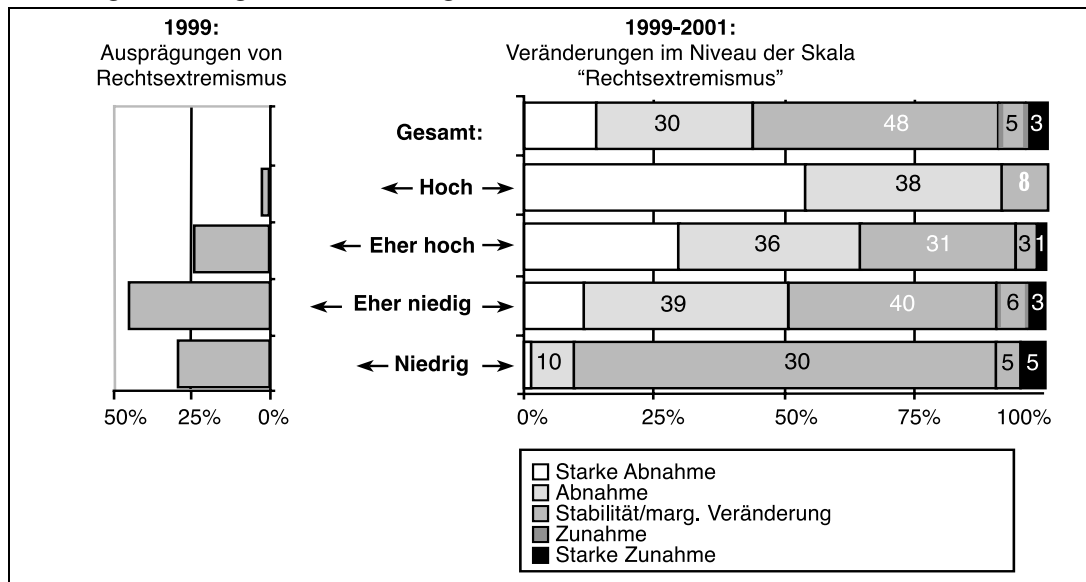 1999:
Ausprägungen von
Rechtsextremismus
1999-2001:
Veränderungen im Niveau der Skala
“Rechtsextremismus”
Gesamt:
30 48 5 3
Hoch
38 8
Eher hoch
36 31 3 1
Eher niedig
39 40 6 3
Niedrig
10 30 5 5
50% 25% 0%
0% 25% 50% 75% 100%
Starke Abnahme
Abnahme
Stabilität/marg. Veränderung
Zunahme
Starke Zunahme